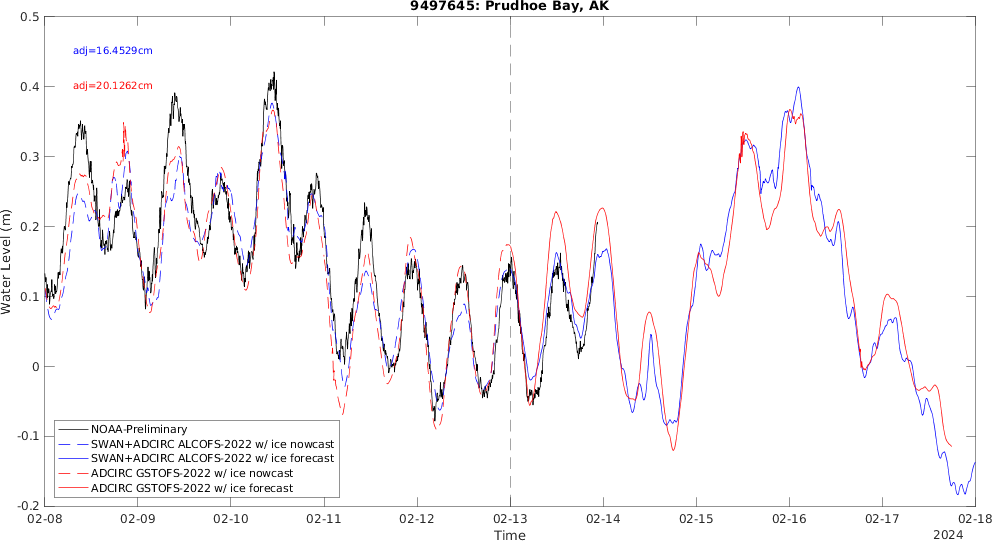 9497645: Prudhoe Bay, AK
adj=16.4529cm
adj=20.1262cm
Water Level (m)
0.5
0.4
0.3
0.2
0.1
0
-0.1
-0.2
NOAA-Preliminary
SWAN+ADCIRC ALCOFS-2022 w/ ice nowcast
SWAN+ADCIRC ALCOFS-2022 w/ ice forecast
ADCIRC GSTOFS-2022 w/ ice nowcast
ADCIRC GSTOFS-2022 w/ ice forecast
02-08 02-09 02-10 02-11 02-12 02-13 02-14 02-15 02-16 02-17 02-18
Time
2024